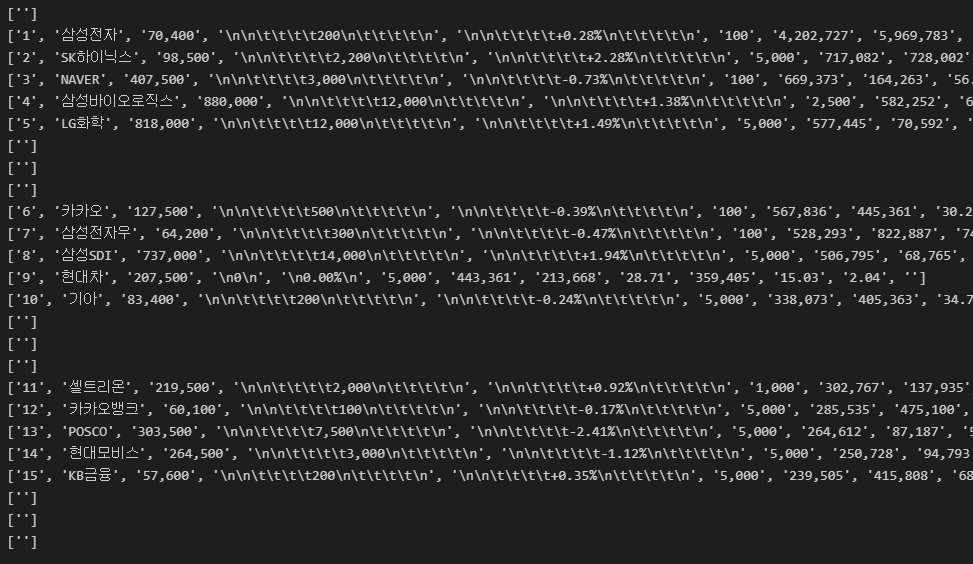 ['']
['1', '삼성전자', '70,400', '\n\n\t\t\t\t200\n\t\t\t\t\n', '\n\n\t\t\t\t+0.28%\n\t\t\t\t\n', '100', '4,202,727', '5,969,783',
['2', 'SK하이닉스', '98,500', '\n\n\t\t\t\t2,200\n\t\t\t\t\n', '\n\n\t\t\t\t+2.28%\n\t\t\t\t\n', '5,000', '717,082', '728,002'
['3', 'NAVER', '407,500', '\n\n\t\t\t\t3,000\n\t\t\t\t\n', '\n\n\t\t\t\t-0.73%\n\t\t\t\t\n', '100', '669,373', '164,263', '56.
['4', '삼성바이오로직스', '880,000', '\n\n\t\t\t\t12,000\n\t\t\t\t\n', '\n\n\t\t\t\t+1.38%\n\t\t\t\t\n', '2,500', '582,252', '6
['5', 'LG화학', '818,000', '\n\n\t\t\t\t12,000\n\t\t\t\t\n', '\n\n\t\t\t\t+1.49%\n\t\t\t\t\n', '5,000', '577,445', '70,592', '
['']
['']
['']
['6', '카카오', '127,500', '\n\n\t\t\t\t500\n\t\t\t\t\n', '\n\n\t\t\t\t-0.39%\n\t\t\t\t\n', '100', '567,836', '445,361', '30.2
['7', '삼성전자우', '64,200', '\n\n\t\t\t\t300\n\t\t\t\t\n', '\n\n\t\t\t\t-0.47%\n\t\t\t\t\n', '100', '528,293', '822,887', '74
['8', '삼성SDI', '737,000', '\n\n\t\t\t\t14,000\n\t\t\t\t\n', '\n\n\t\t\t\t+1.94%\n\t\t\t\t\n', '5,000', '506,795', '68,765', '
['9', '현대차', '207,500', '\n0\n', '\n0.00%\n', '5,000', '443,361', '213,668', '28.71', '359,405', '15.03', '2.04', '']
['10', '기아', '83,400', '\n\n\t\t\t\t200\n\t\t\t\t\n', '\n\n\t\t\t\t-0.24%\n\t\t\t\t\n', '5,000', '338,073', '405,363', '34.7
['']
['']
['']
['11', '셀트리온', '219,500', '\n\n\t\t\t\t2,000\n\t\t\t\t\n', '\n\n\t\t\t\t+0.92%\n\t\t\t\t\n', '1,000', '302,767', '137,935'
['12', '카카오뱅크', '60,100', '\n\n\t\t\t\t100\n\t\t\t\t\n', '\n\n\t\t\t\t-0.17%\n\t\t\t\t\n', '5,000', '285,535', '475,100',
['13', 'POSCO', '303,500', '\n\n\t\t\t\t7,500\n\t\t\t\t\n', '\n\n\t\t\t\t-2.41%\n\t\t\t\t\n', '5,000', '264,612', '87,187', '5
['14', '현대모비스', '264,500', '\n\n\t\t\t\t3,000\n\t\t\t\t\n', '\n\n\t\t\t\t-1.12%\n\t\t\t\t\n', '5,000', '250,728', '94,793
['15', 'KB금융', '57,600', '\n\n\t\t\t\t200\n\t\t\t\t\n', '\n\n\t\t\t\t+0.35%\n\t\t\t\t\n', '5,000', '239,505', '415,808', '68
['']
['']
['']